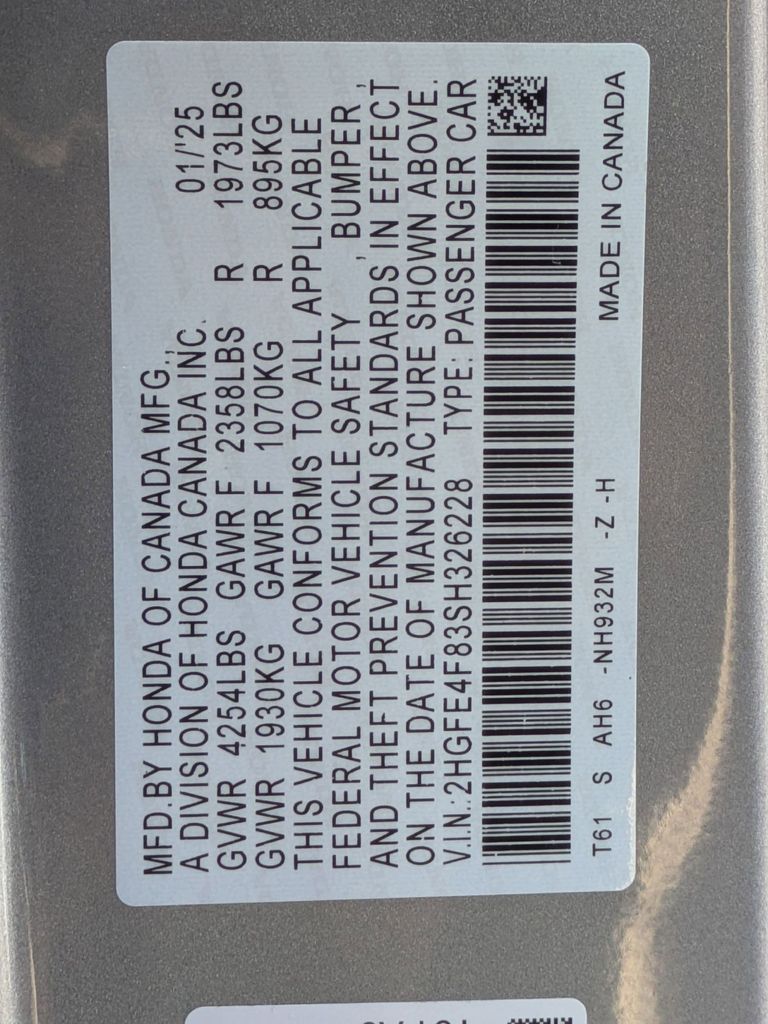 MFD.BY HONDA OF CANADA MFG.,
A DIVISION OF HONDA CANADA INC. 01/'25
GVWR 4254LBS GAWR F 2358LBS R 1973LBS
GVWR 1930KG GAWR F 1070KG R 895KG
THIS VEHICLE CONFORMS TO ALL APPLICABLE
FEDERAL MOTOR VEHICLE SAFETY , BUMPER ,
AND THEFT PREVENTION STANDARDS IN EFFECT
ON THE DATE OF MANUFACTURE SHOWN ABOVE.
V.I.N.:2HGFE4F83SH326228 TYPE: PASSENGER CAR
T61 S AH6 -NH932M -Z -H MADE IN CANADA